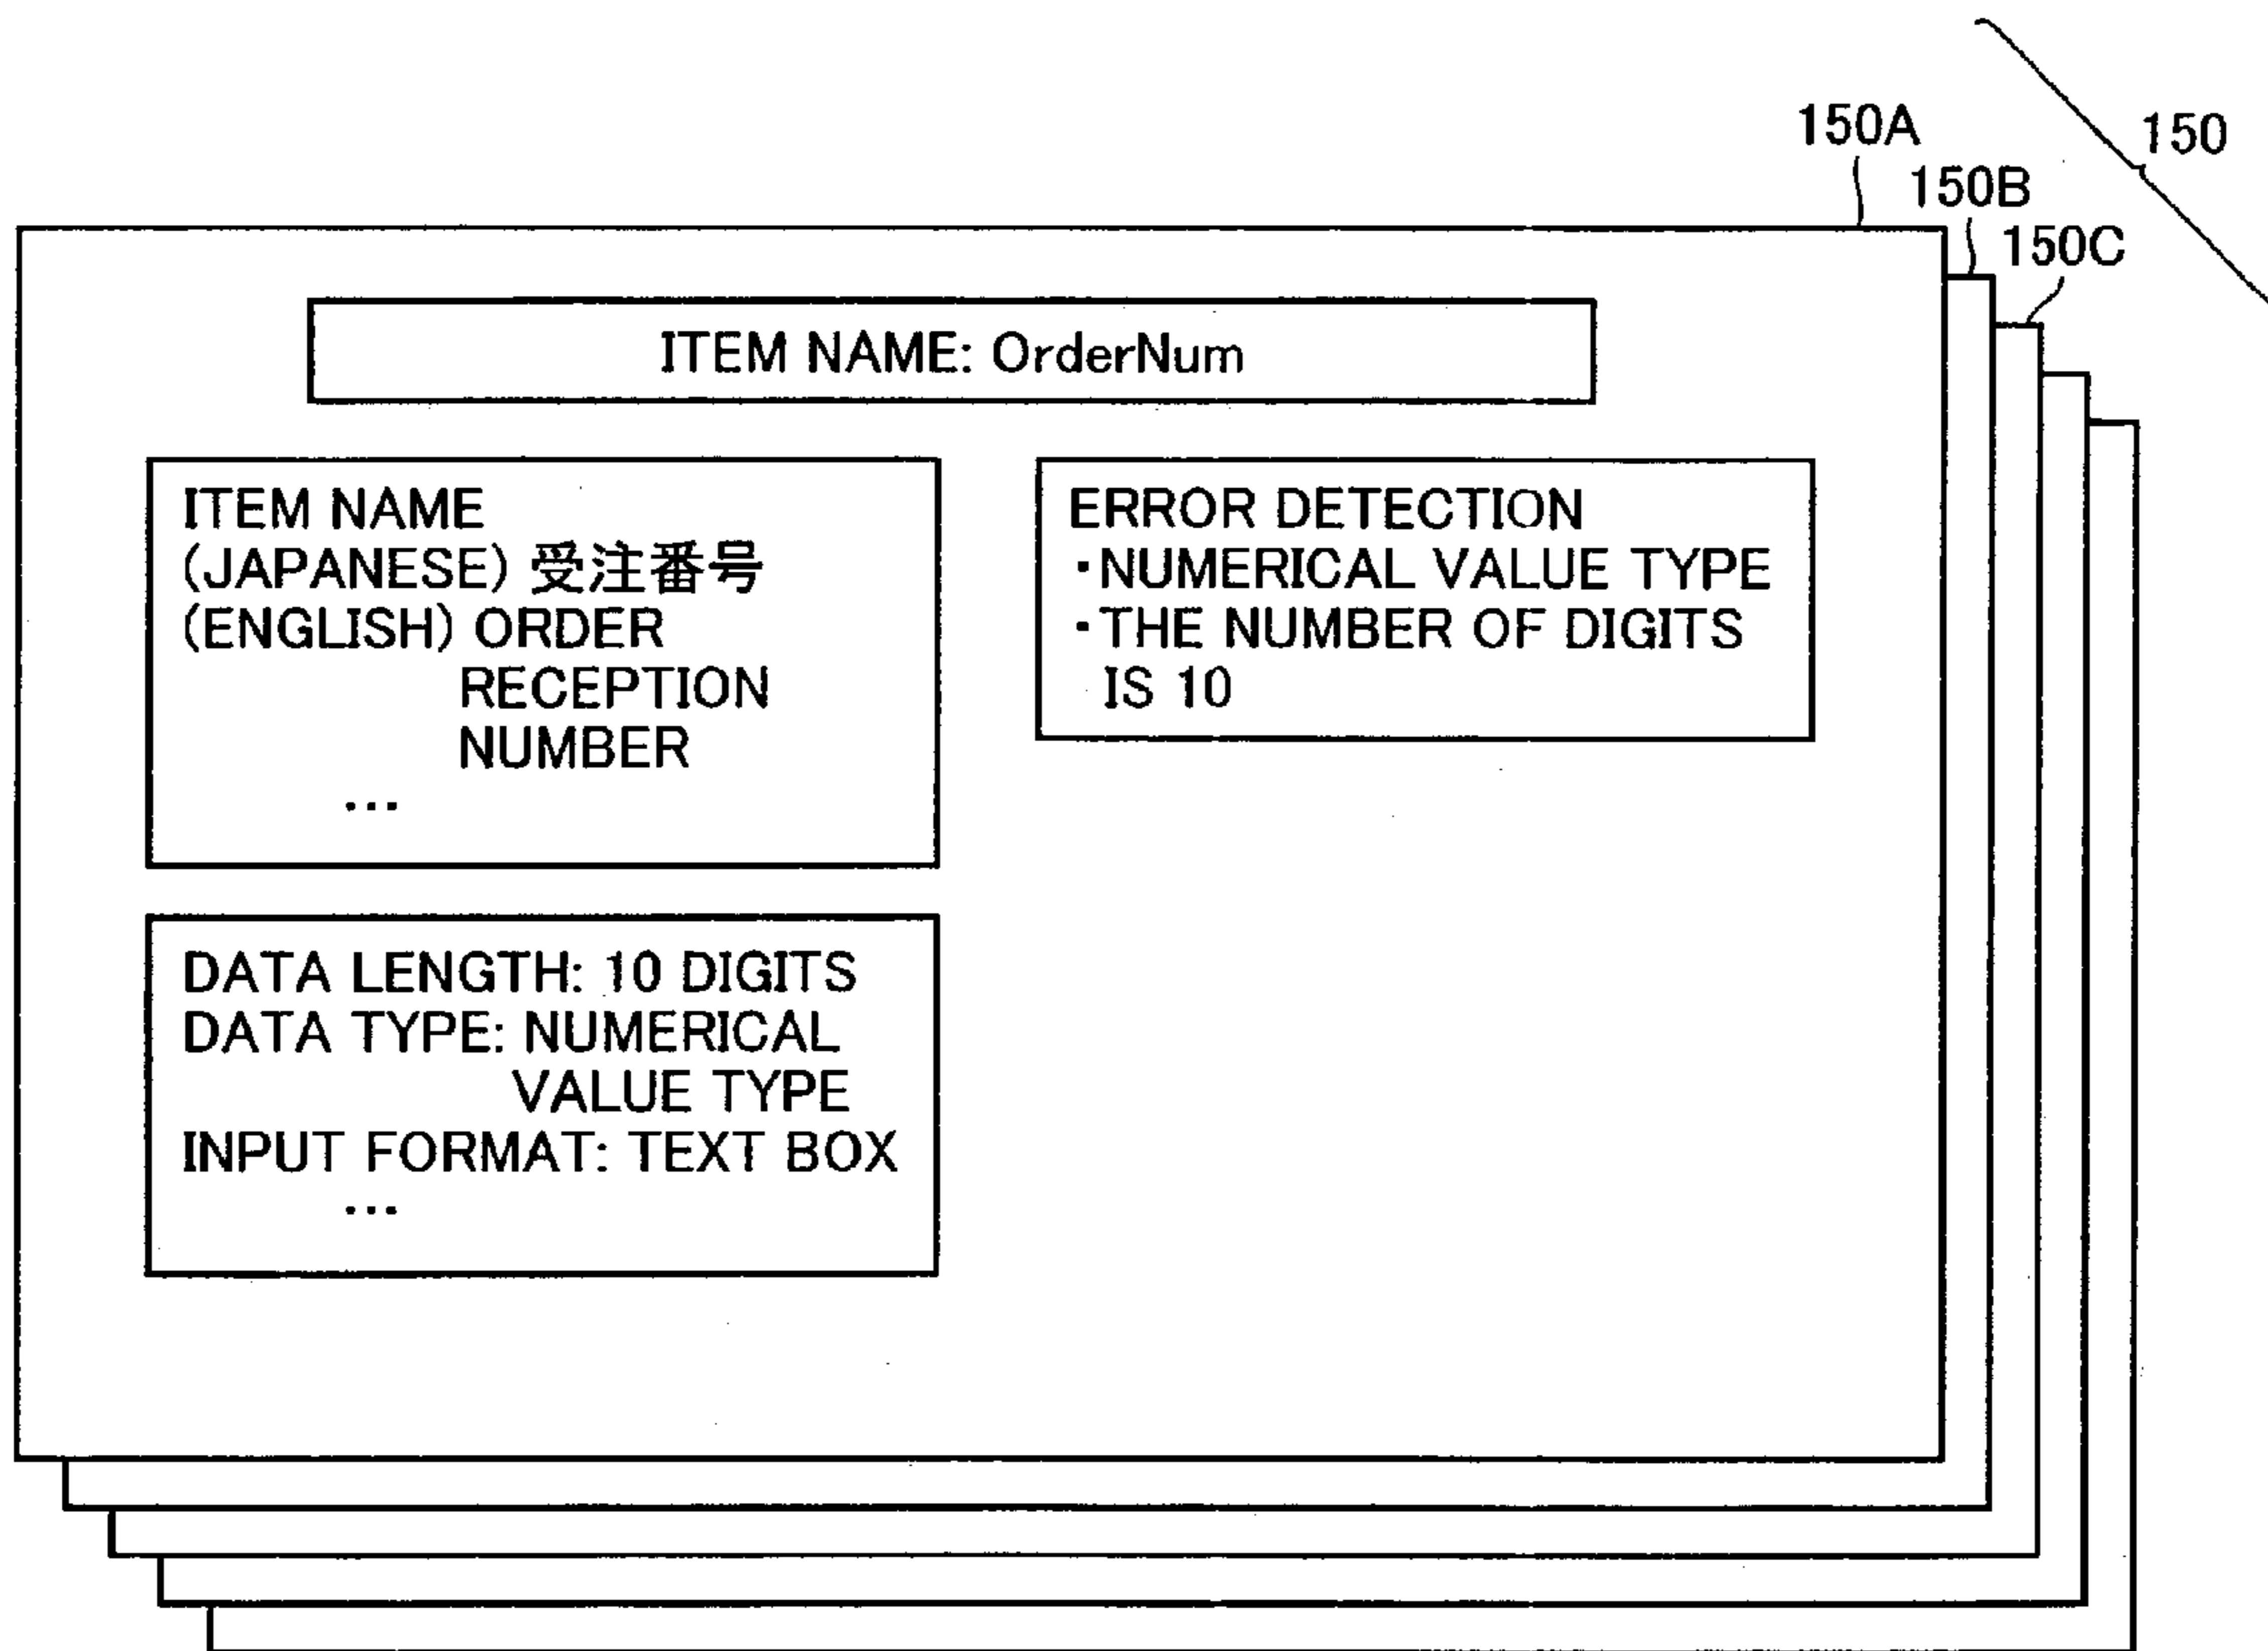 150
150A
150B
150C
ITEM NAME: OrderNum
ITEM NAME
(JAPANESE) 受注番号
(ENGLISH) ORDER
RECEPTION
NUMBER
...
ERROR DETECTION
・NUMERICAL VALUE TYPE
・THE NUMBER OF DIGITS
IS 10
DATA LENGTH: 10 DIGITS
DATA TYPE: NUMERICAL
VALUE TYPE
INPUT FORMAT: TEXT BOX
...